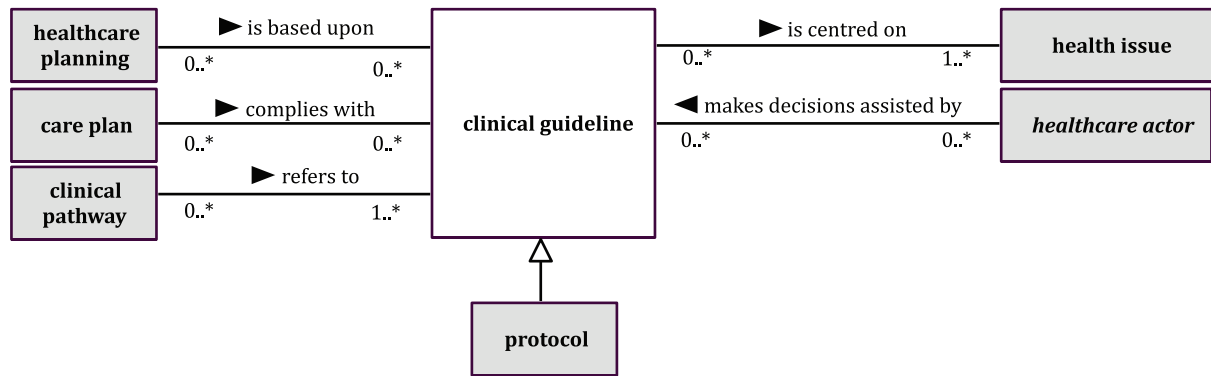 healthcare
planning
► is based upon
0..*
0..*
care plan
► complies with
0..*
0..*
clinical
pathway
► refers to
0..*
1..*
clinical guideline
► is centred on
0..*
1..*
health issue
◄ makes decisions assisted by
0..*
0..*
healthcare actor
protocol